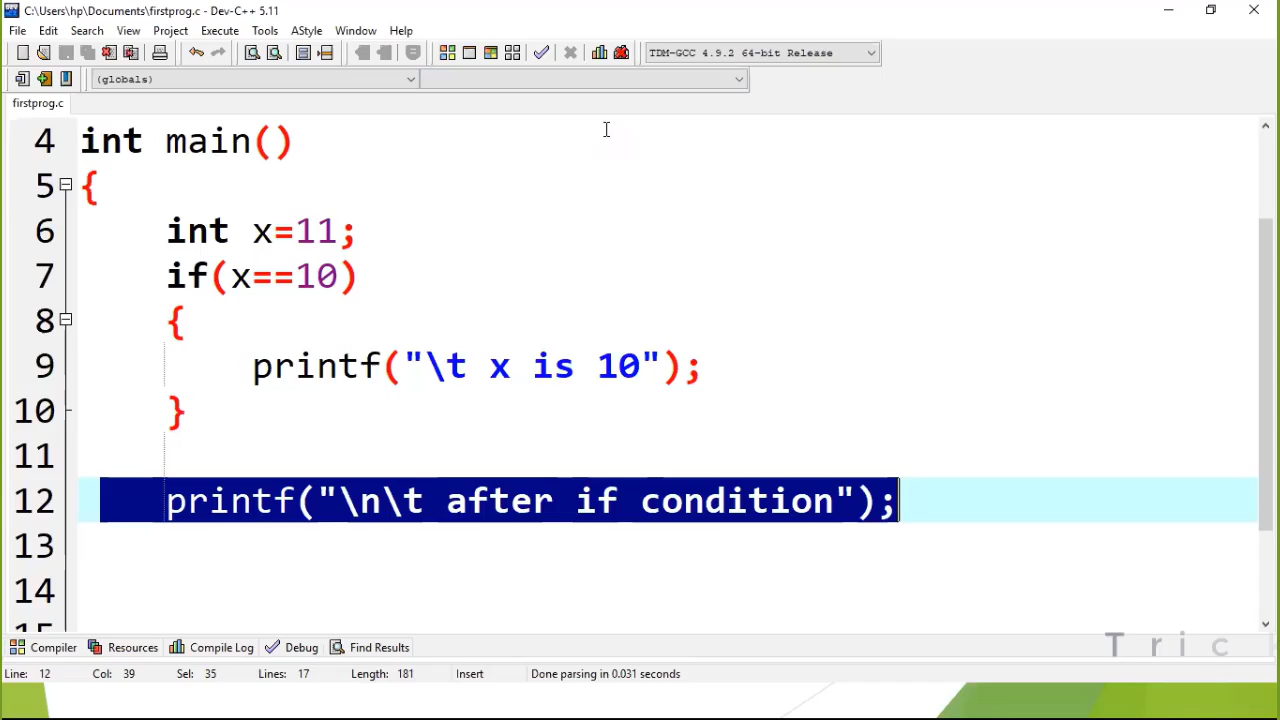 C:\Users\hp\Documents\firstprog.c - Dev-C++ 5.11
File Edit Search View Project Execute Tools AStyle Window Help
TDM-GCC 4.9.2 64-bit Release
(globals)
firstprog.c
4 int main()
5 {
6 int x=11;
7 if(x==10)
8 {
9 printf("\t x is 10");
10 }
11
12 printf("\n\t after if condition");
13
14
15
Compiler Resources Compile Log Debug Find Results
T r i c
Line: 12 Col: 39 Sel: 35 Lines: 17 Length: 181 Insert Done parsing in 0.031 seconds